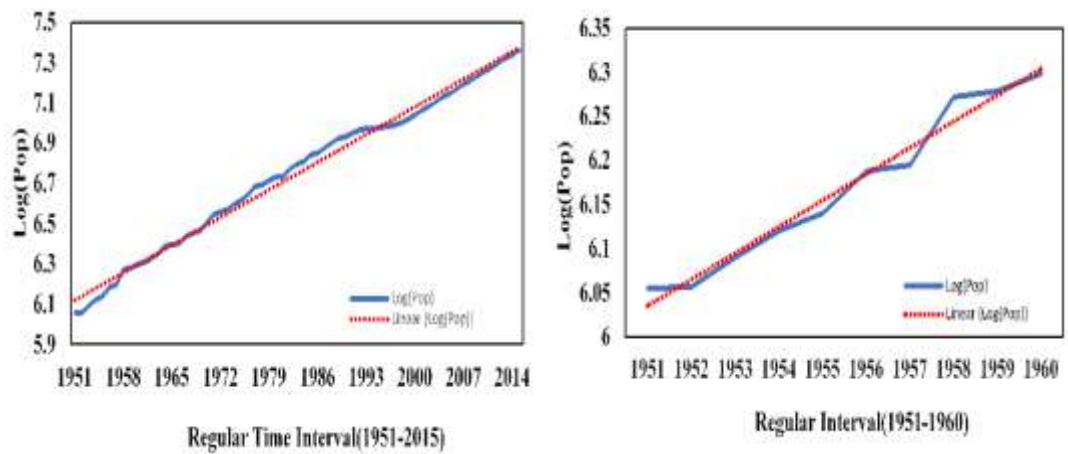 7.5
7.3
7.1
6.9
6.7
6.5
6.3
6.1
5.9
Log(Pop)
Log(Pop)
Linear (Log(Pop))
1951 1958 1965 1972 1979 1986 1993 2000 2007 2014
Regular Time Interval(1951-2015)
6.35
6.3
6.25
6.2
6.15
6.1
6.05
6
Log(Pop)
Log(Pop)
Linear (Log(Pop))
1951 1952 1953 1954 1955 1956 1957 1958 1959 1960
Regular Interval(1951-1960)